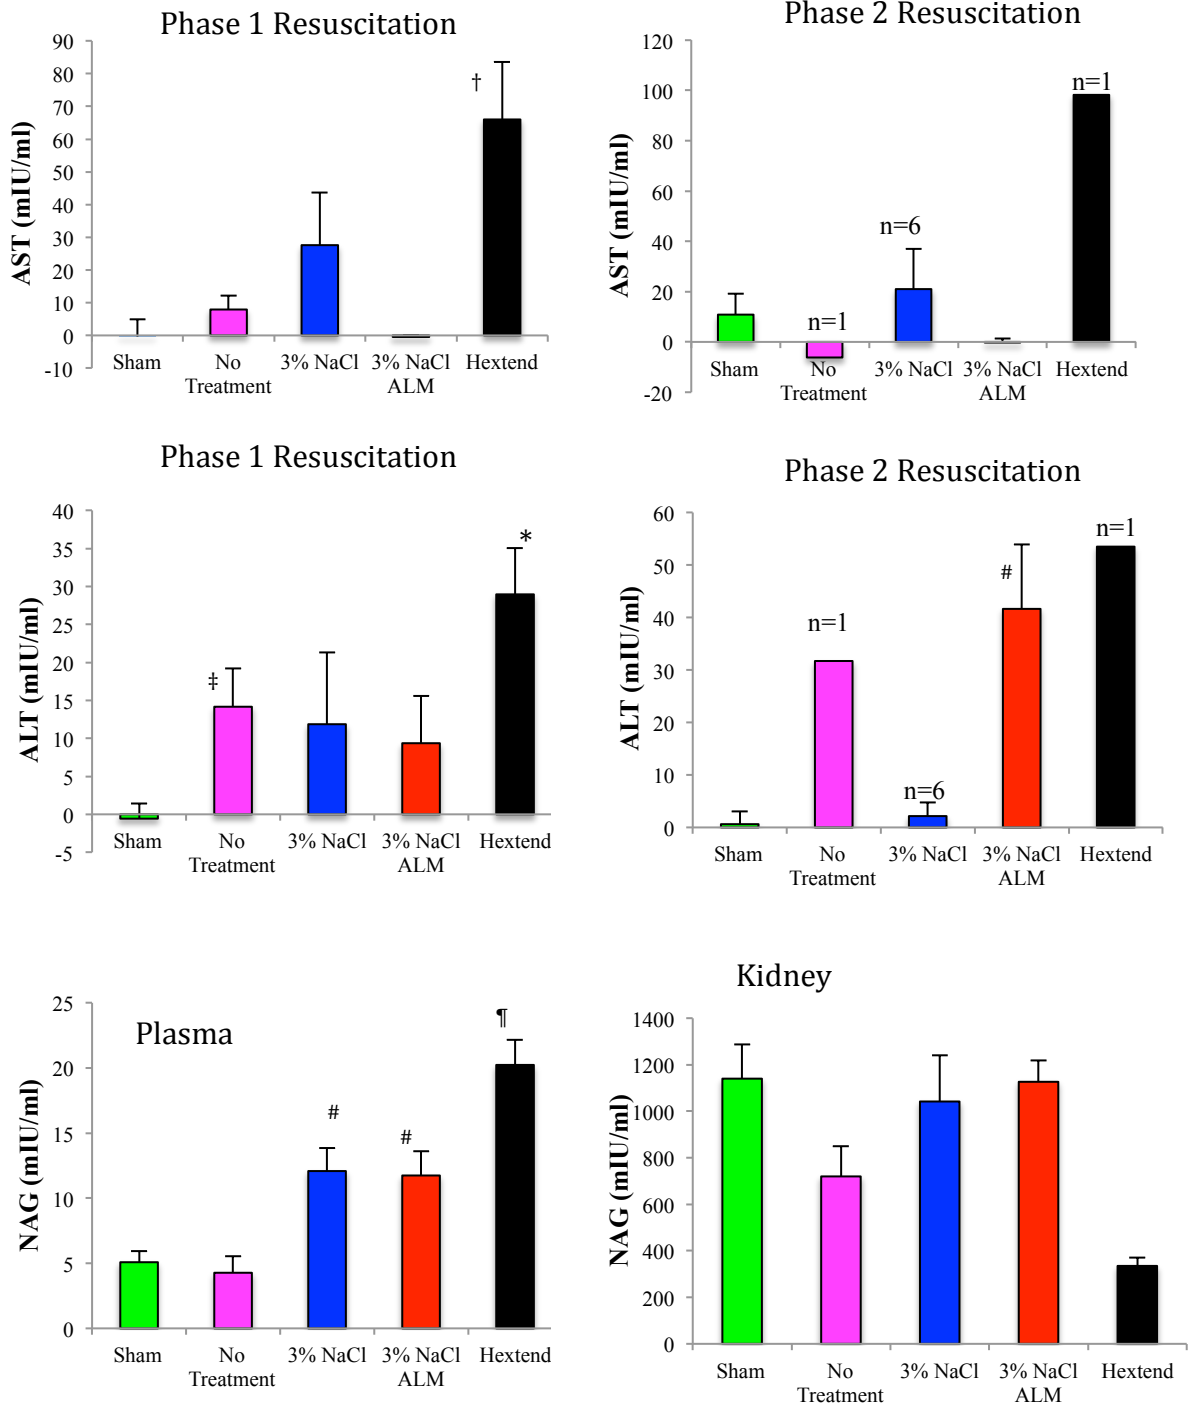 Phase 1 Resuscitation
AST (mIU/ml)
90
80
70
60
50
40
30
20
10
0
-10
†
Sham
No Treatment
3% NaCl
3% NaCl ALM
Hextend
Phase 2 Resuscitation
AST (mIU/ml)
120
100
80
60
40
20
0
-20
n=1
n=6
n=1
Sham
No Treatment
3% NaCl
3% NaCl ALM
Hextend
Phase 1 Resuscitation
ALT (mIU/ml)
40
35
30
25
20
15
10
5
0
-5
‡
*
Sham
No Treatment
3% NaCl
3% NaCl ALM
Hextend
Phase 2 Resuscitation
ALT (mIU/ml)
60
50
40
30
20
10
0
n=1
n=6
#
n=1
Sham
No Treatment
3% NaCl
3% NaCl ALM
Hextend
Plasma
NAG (mIU/ml)
25
20
15
10
5
0
#
#
¶
Sham
No Treatment
3% NaCl
3% NaCl ALM
Hextend
Kidney
NAG (mIU/ml)
1400
1200
1000
800
600
400
200
0
Sham
No Treatment
3% NaCl
3% NaCl ALM
Hextend